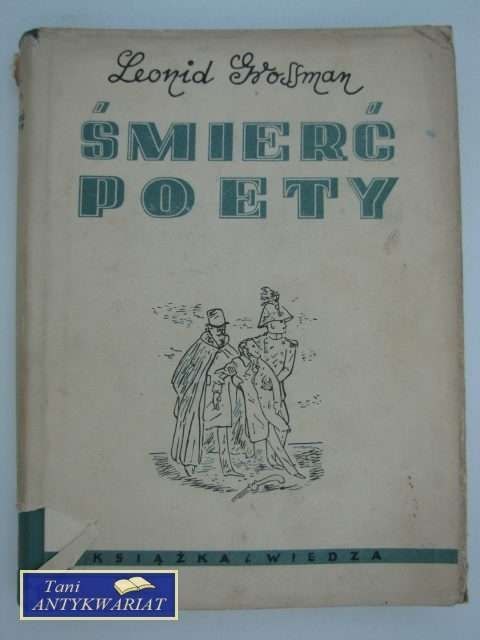 Leonid Grossman
ŚMIERĆ
POETY
KSIĄŻKA i WIEDZA
Tani
ANTYKWARIAT